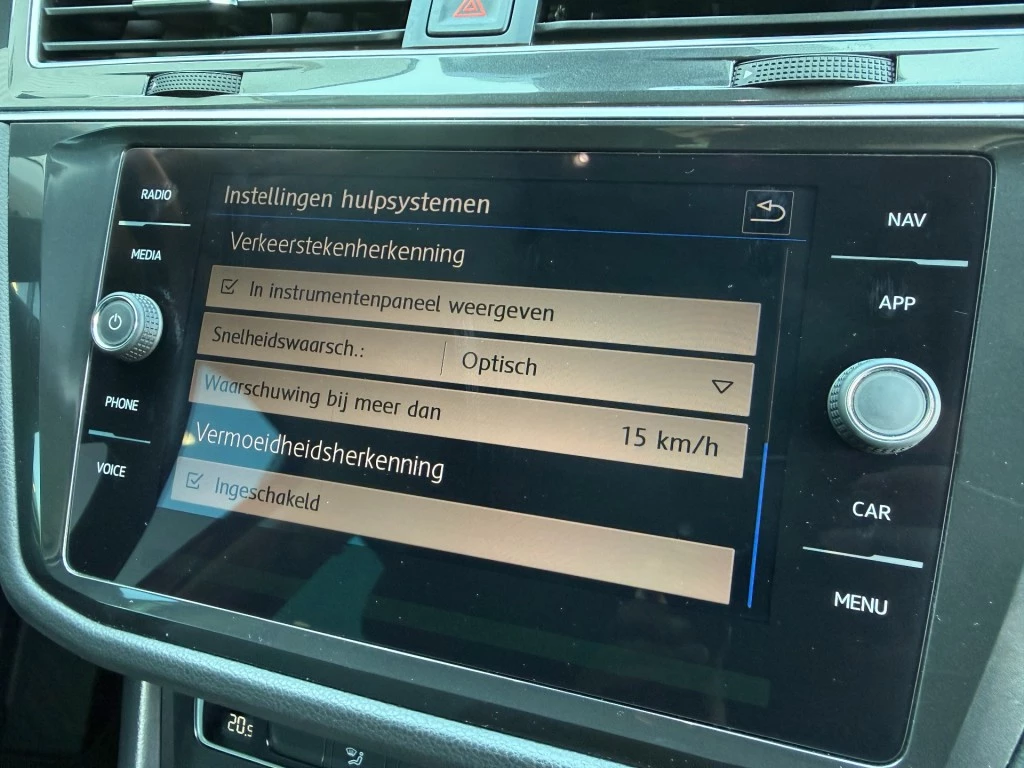 RADIO
MEDIA
PHONE
VOICE
Instellingen hulpsystemen
Verkeerstekenherkenning
In instrumentenpaneel weergeven
Snelheidswaarsch.: Optisch
Waarschuwing bij meer dan 15 km/h
Vermoeidheidsherkenning
Ingeschakeld
NAV
APP
CAR
MENU
20.5